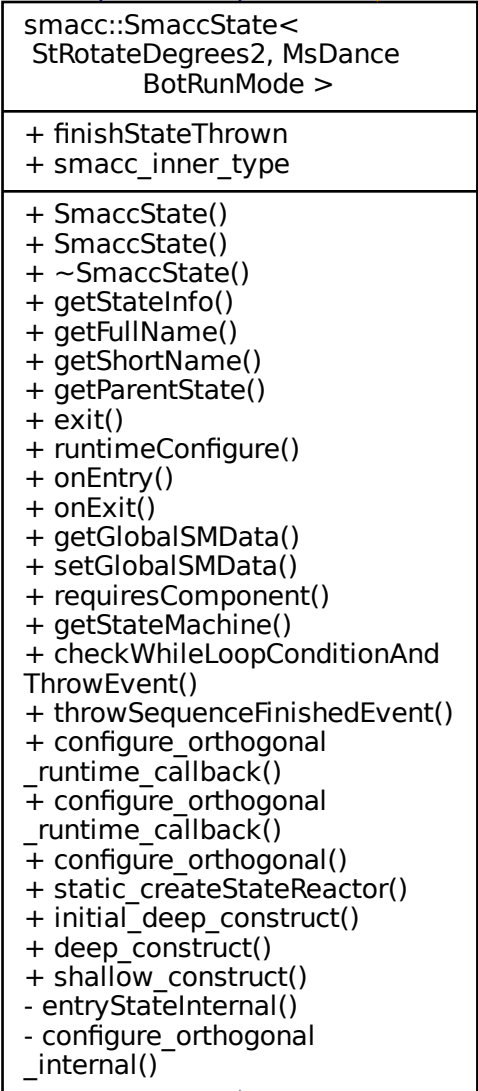 smacc::SmaccState<
StRotateDegrees2, MsDance
BotRunMode >
+ finishStateThrown
+ smacc_inner_type
+ SmaccState()
+ SmaccState()
+ ~SmaccState()
+ getStateInfo()
+ getFullName()
+ getShortName()
+ getParentState()
+ exit()
+ runtimeConfigure()
+ onEntry()
+ onExit()
+ getGlobalSMData()
+ setGlobalSMData()
+ requiresComponent()
+ getStateMachine()
+ checkWhileLoopConditionAnd
ThrowEvent()
+ throwSequenceFinishedEvent()
+ configure_orthogonal
_runtime_callback()
+ configure_orthogonal
_runtime_callback()
+ configure_orthogonal()
+ static_createStateReactor()
+ initial_deep_construct()
+ deep_construct()
+ shallow_construct()
- entryStateInternal()
- configure_orthogonal
_internal()